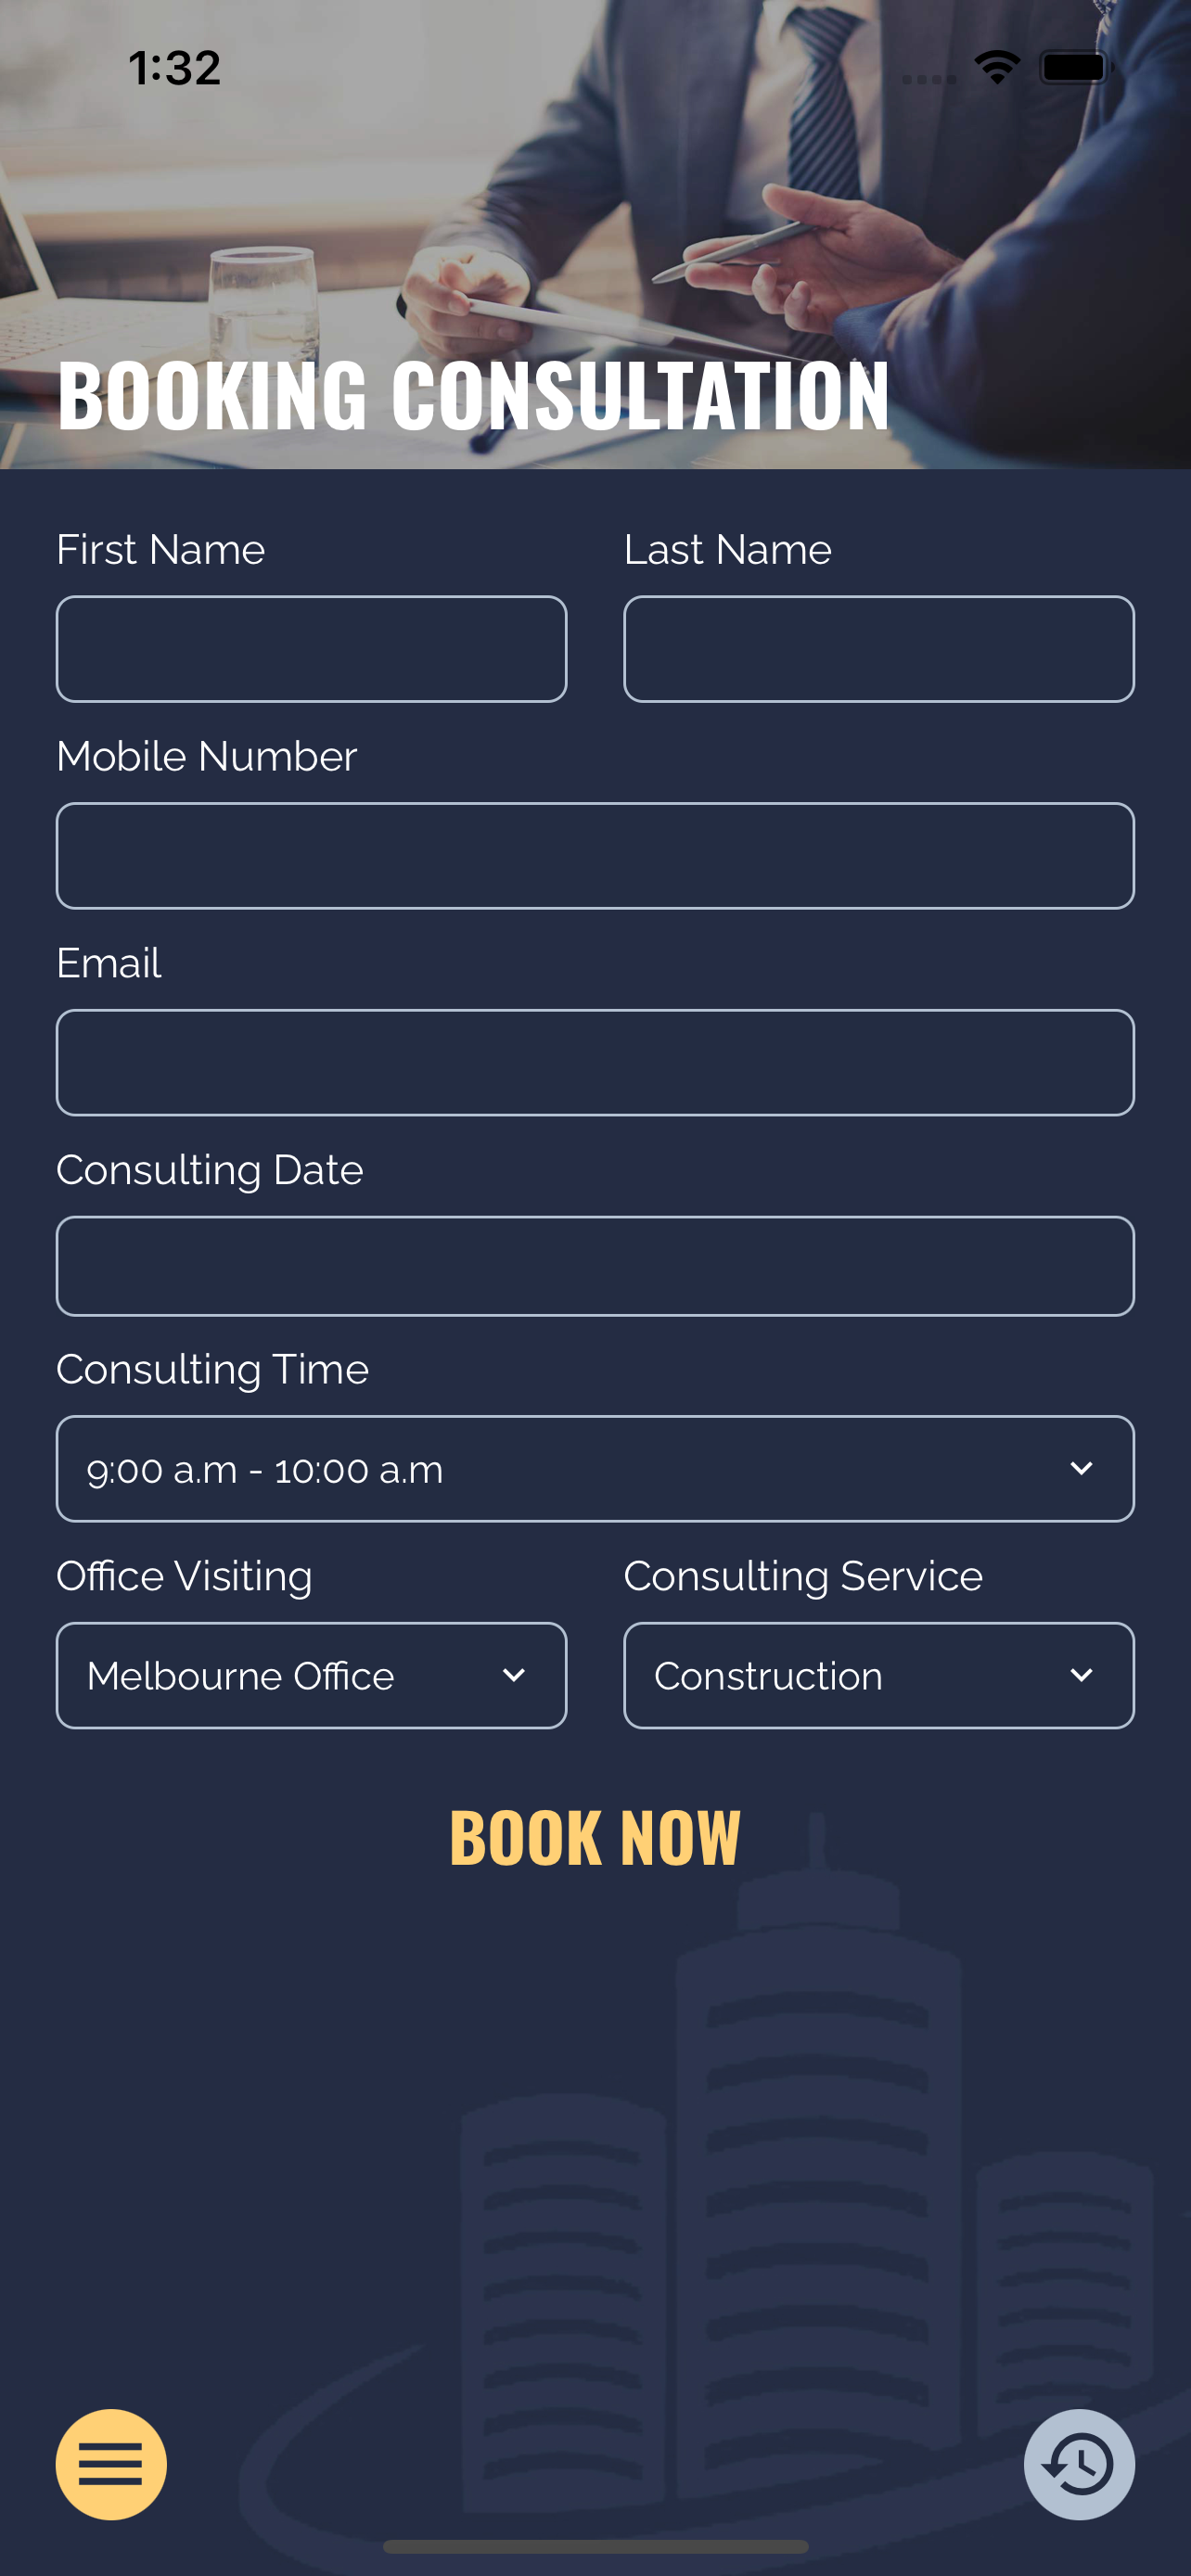 1:32
BOOKING CONSULTATION
First Name Last Name
Mobile Number
Email
Consulting Date
Consulting Time
9:00 a.m - 10:00 a.m
Office Visiting Consulting Service
Melbourne Office Construction
BOOK NOW